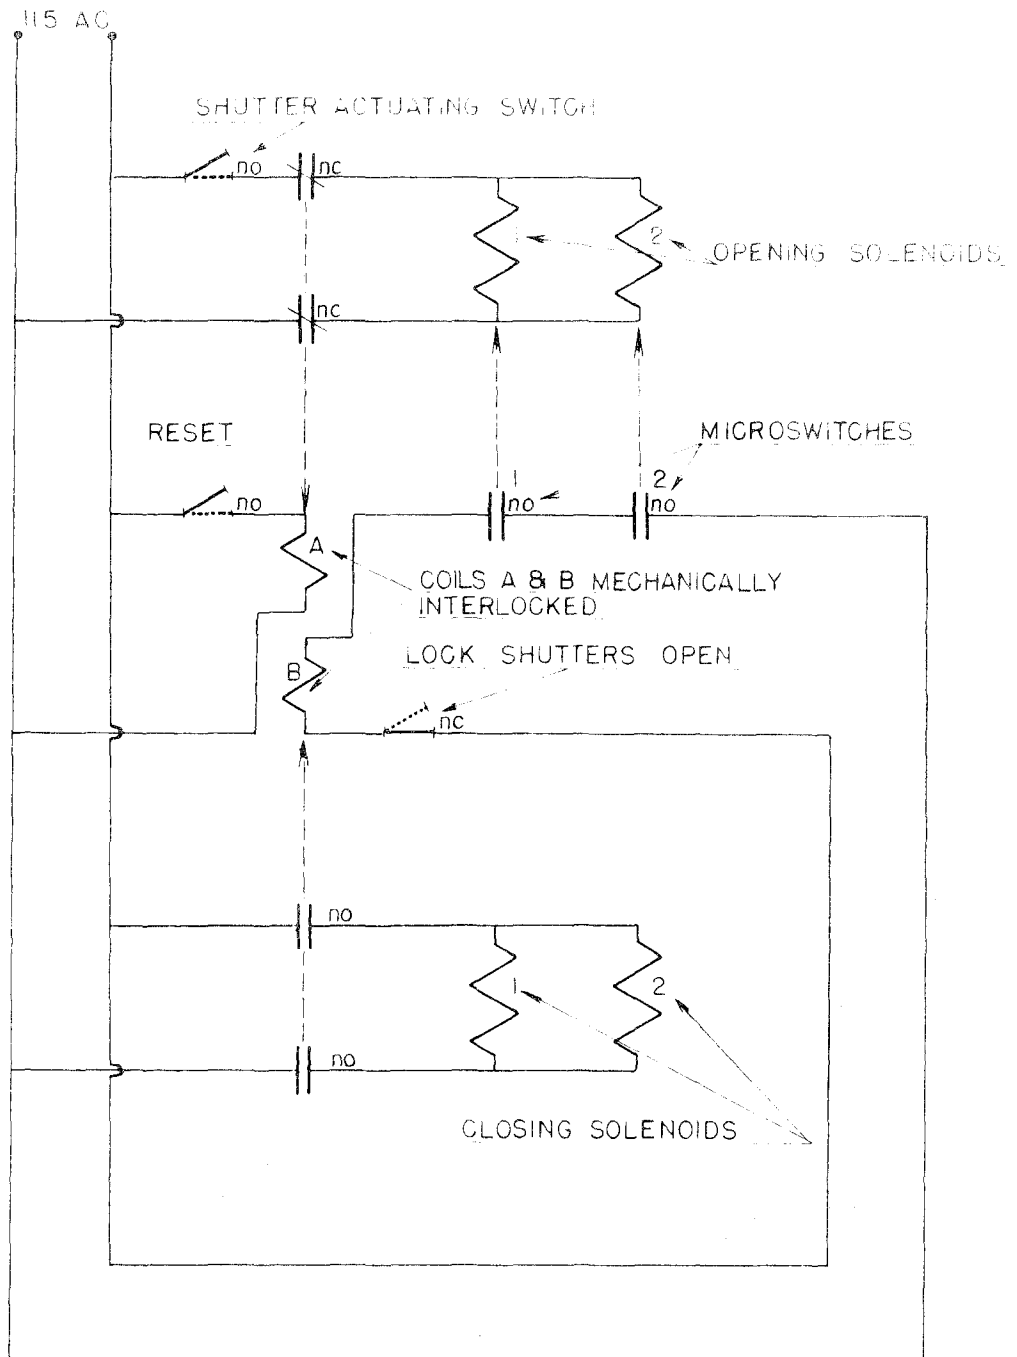 115 AC
SHUTTER ACTUATING SWITCH
no
nc
1
2
OPENING SOLENOIDS
nc
RESET
MICROSWITCHES
no
1
no
2
no
A
COILS A & B MECHANICALLY
INTERLOCKED
LOCK SHUTTERS OPEN
B
nc
no
1
2
no
CLOSING SOLENOIDS